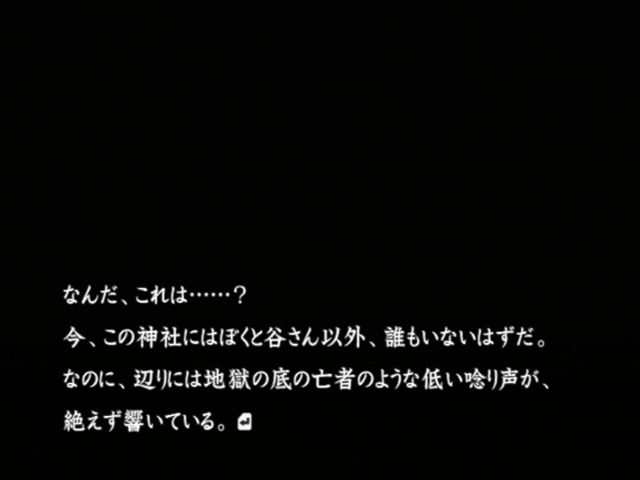 なんだ、これは……？
今、この神社にはぼくと谷さん以外、誰もいないはずだ。
なのに、辺りには地獄の底の亡者のような低い唸り声が、
絶えず響いている。